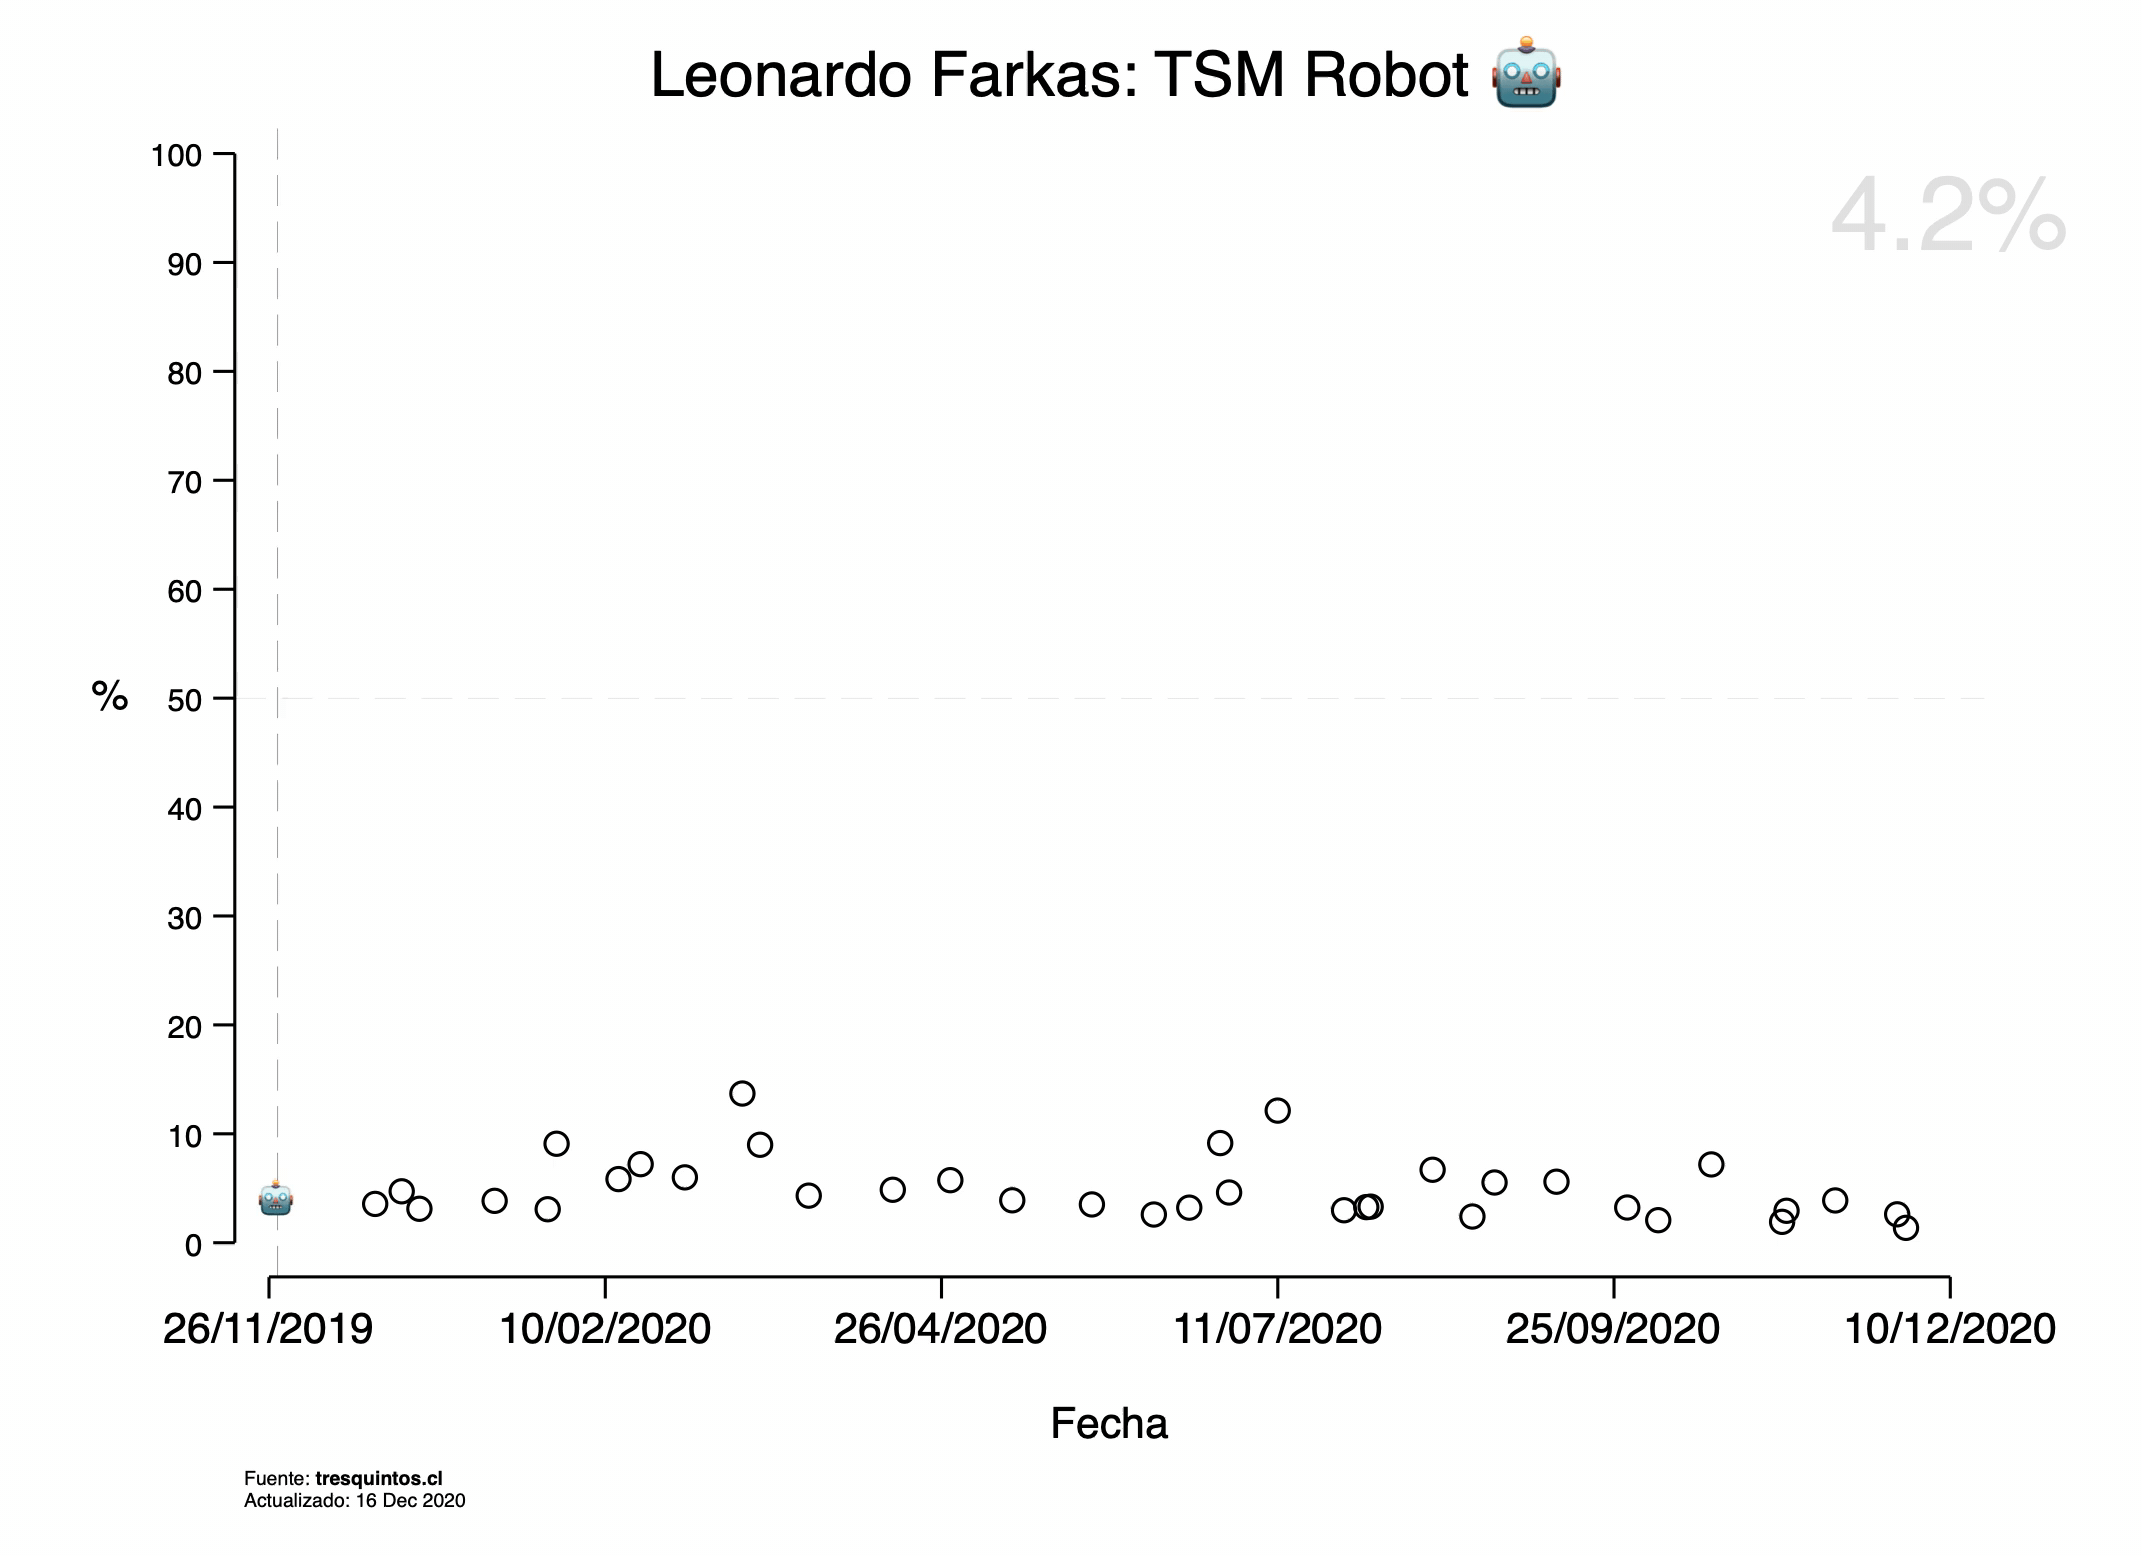 Leonardo Farkas: TSM Robot 🤖
4.2%
100
90
80
70
60
50
40
30
20
10
0
%
26/11/2019 10/02/2020 26/04/2020 11/07/2020 25/09/2020 10/12/2020
Fecha
Fuente: tresquintos.cl
Actualizado: 16 Dec 2020